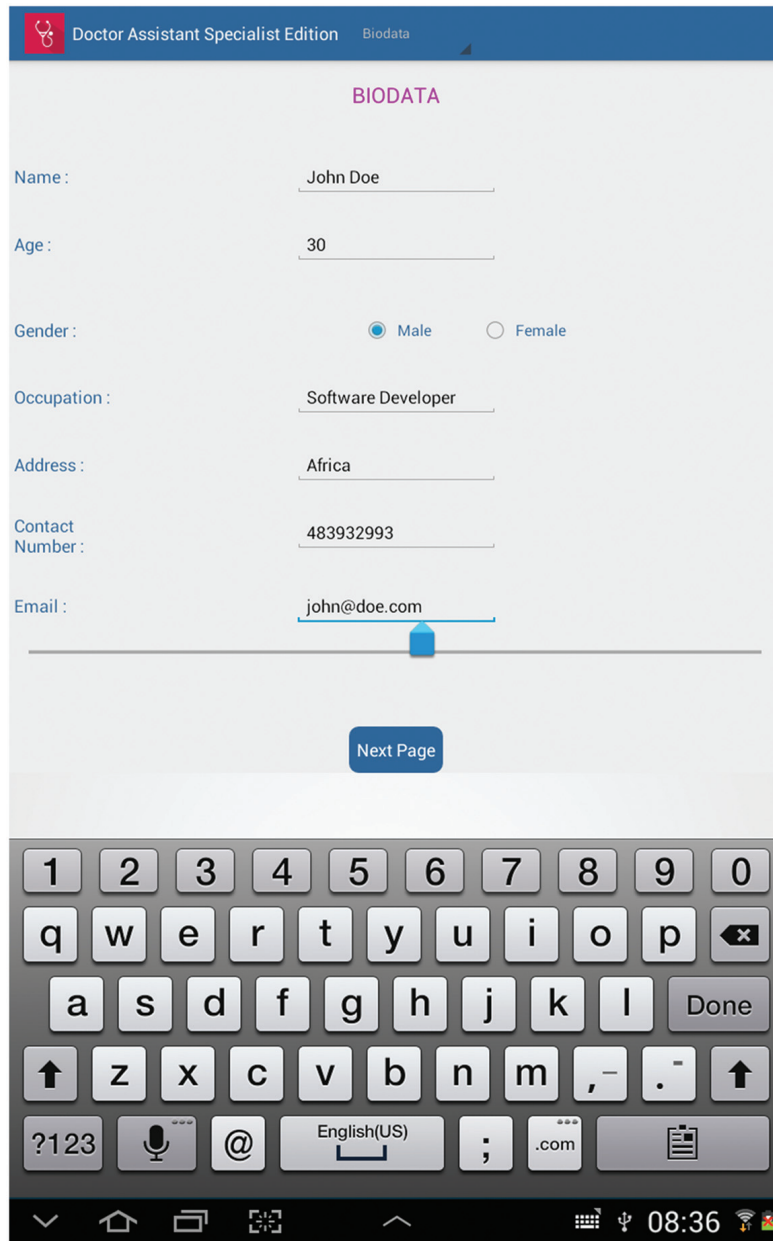 Doctor Assistant Specialist Edition Biodata
BIODATA
Name : John Doe
Age : 30
Gender : Male Female
Occupation : Software Developer
Address : Africa
Contact
Number : 483932993
Email : john@doe.com
Next Page
1 2 3 4 5 6 7 8 9 0
q w e r t y u i o p
a s d f g h j k l Done
z x c v b n m , – . -
?123 @ English(US) ; .com
08:36